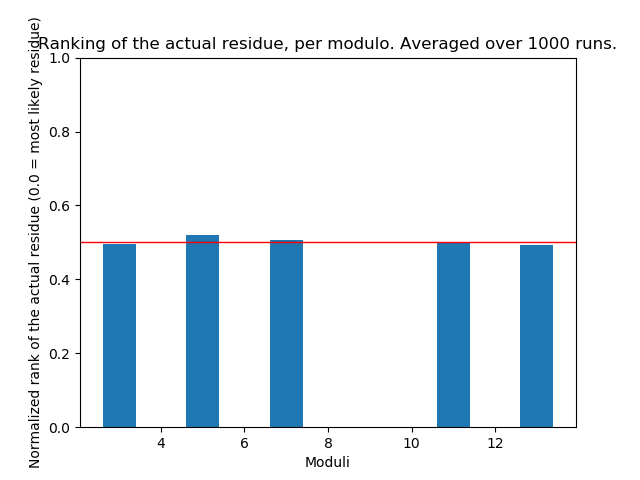 Ranking of the actual residue, per modulo. Averaged over 1000 runs.
Normalized rank of the actual residue (0.0 = most likely residue)
1.0
0.8
0.6
0.4
0.2
0.0
4 6 8 10 12
Moduli